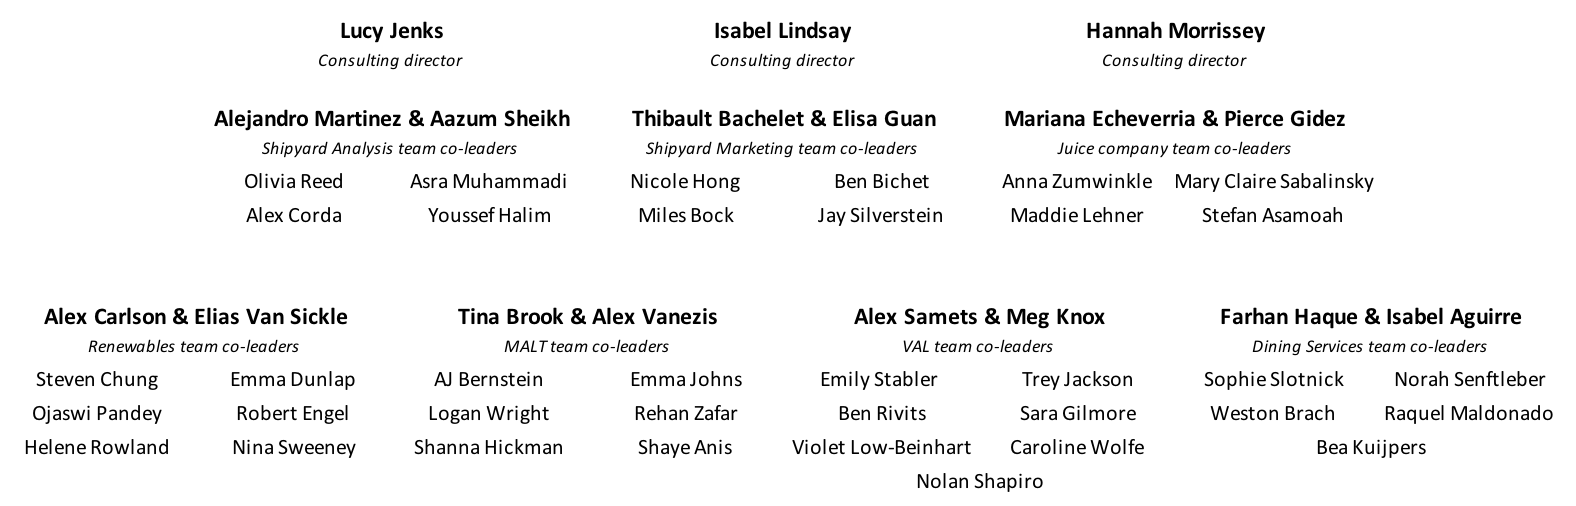 Lucy Jenks Isabel Lindsay Hannah Morrissey
Consulting director Consulting director Consulting director
Alejandro Martinez & Aazum Sheikh Thibault Bachelet & Elisa Guan Mariana Echeverria & Pierce Gidez
Shipyard Analysis team co-leaders Shipyard Marketing team co-leaders Juice company team co-leaders
Olivia Reed Asra Muhammadi Nicole Hong Ben Bichet Anna Zumwinkle Mary Claire Sabalinsky
Alex Corda Youssef Halim Miles Bock Jay Silverstein Maddie Lehner Stefan Asamoah
Alex Carlson & Elias Van Sickle Tina Brook & Alex Vanezis Alex Samets & Meg Knox Farhan Haque & Isabel Aguirre
Renewables team co-leaders MALT team co-leaders VAL team co-leaders Dining Services team co-leaders
Steven Chung Emma Dunlap AJ Bernstein Emma Johns Emily Stabler Trey Jackson Sophie Slotnick Norah Senftleber
Ojaswi Pandey Robert Engel Logan Wright Rehan Zafar Ben Rivits Sara Gilmore Weston Brach Raquel Maldonado
Helene Rowland Nina Sweeney Shanna Hickman Shaye Anis Violet Low-Beinhart Caroline Wolfe Bea Kuijpers
Nolan Shapiro